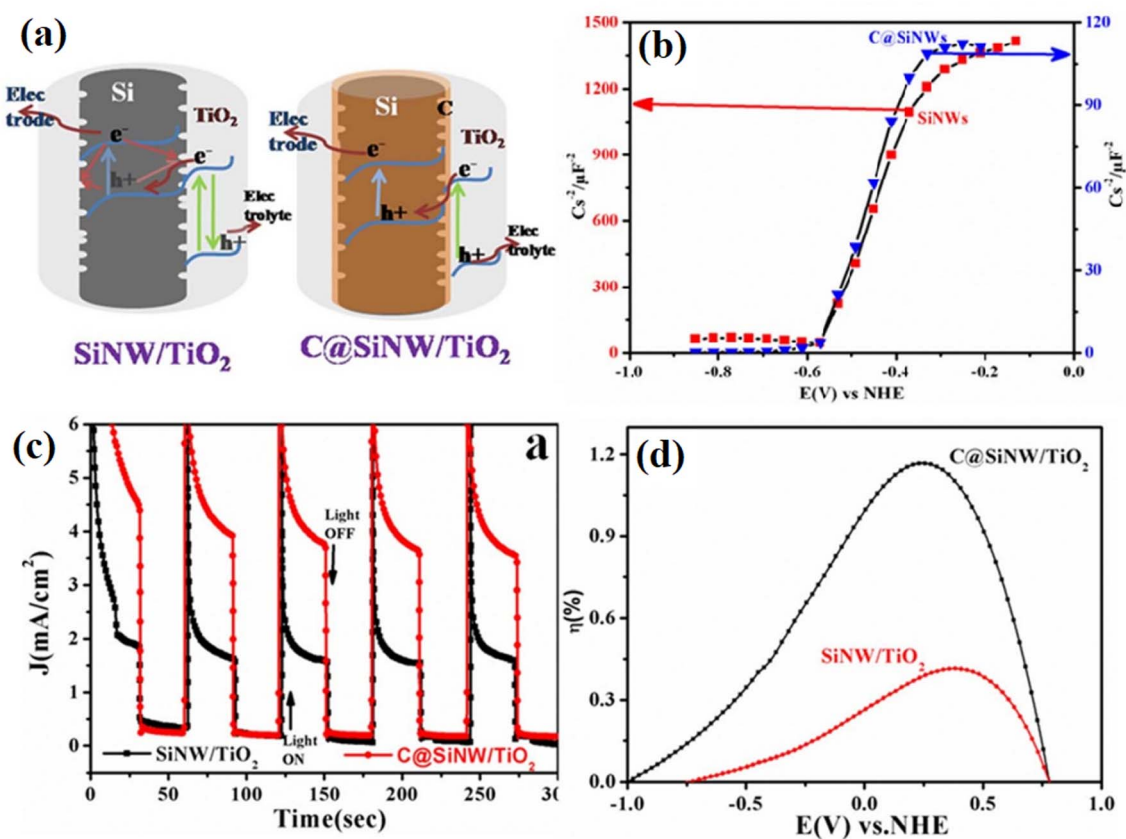 (a)
Si
Elec
trode
TiO₂
e⁻
e⁻
h+
Elec
trolyte
h+
SiNW/TiO₂
Si
C
Elec
trode
TiO₂
e⁻
e⁻
h+
h+
Elec
trolyte
C@SiNW/TiO₂
(b)
1500
1200
900
600
300
0
Cs⁻²/µF⁻²
120
90
60
30
0
Cs⁻²/µF⁻²
C@SiNWs
SiNWs
-1.0
-0.8
-0.6
-0.4
-0.2
0.0
E(V) vs NHE
(c)
a
6
5
4
3
2
1
0
J(mA/cm²)
Light
OFF
Light
ON
SiNW/TiO₂
C@SiNW/TiO₂
0
50
100
150
200
250
30
Time(sec)
(d)
C@SiNW/TiO₂
SiNW/TiO₂
1.2
0.9
0.6
0.3
0.0
η(%)
-1.0
-0.5
0.0
0.5
1.0
E(V) vs.NHE